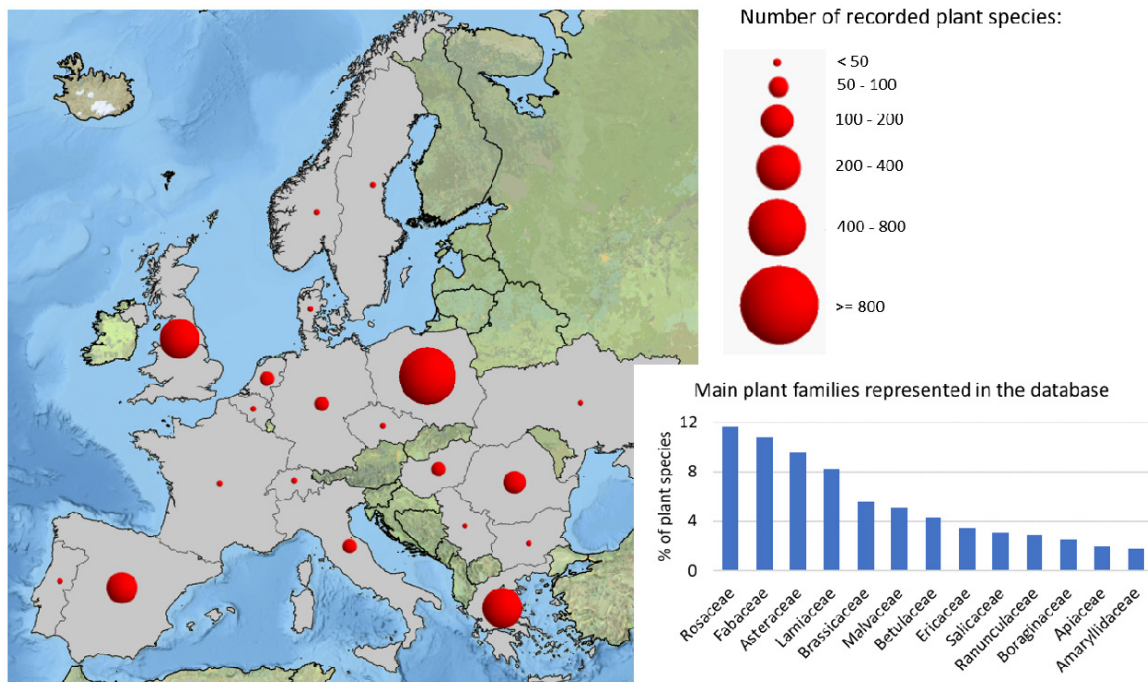 Number of recorded plant species:
< 50
50 - 100
100 - 200
200 - 400
400 - 800
>= 800
Main plant families represented in the database
% of plant species
12
8
4
0
Rosaceae
Fabaceae
Asteraceae
Lamiaceae
Brassicaceae
Malvaceae
Betulaceae
Ericaceae
Salicaceae
Ranunculaceae
Boraginaceae
Apiaceae
Amaryllidaceae